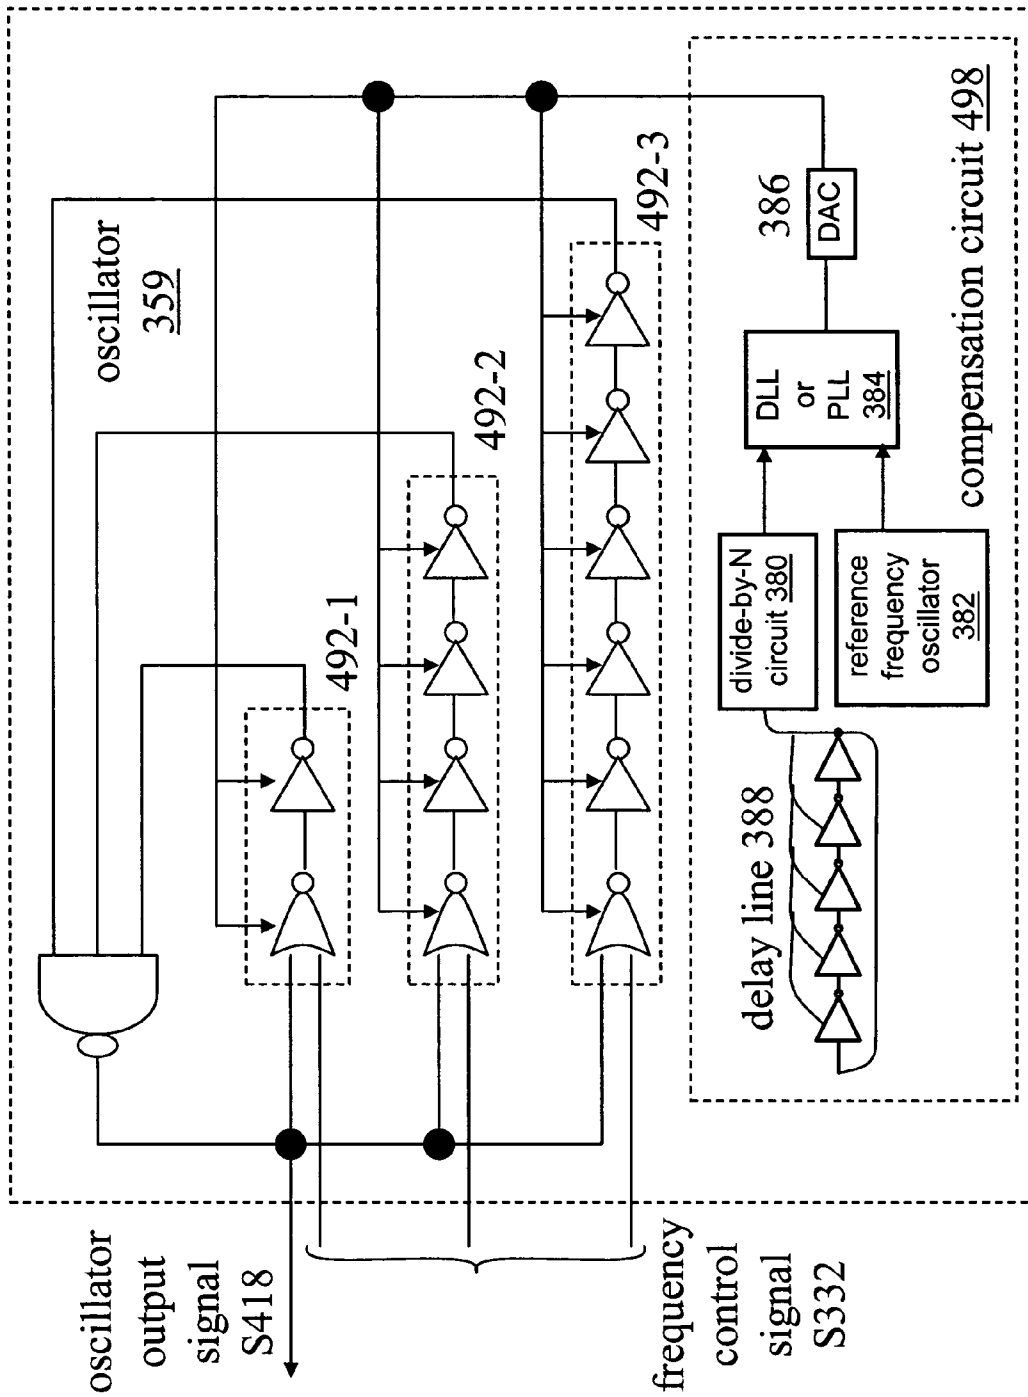 oscillator
output
signal
S418
frequency
control
signal
S332
oscillator
359
492-1
492-2
492-3
delay line 388
divide-by-N
circuit 380
reference
frequency
oscillator
382
DLL
or
PLL
384
386
DAC
compensation circuit 498